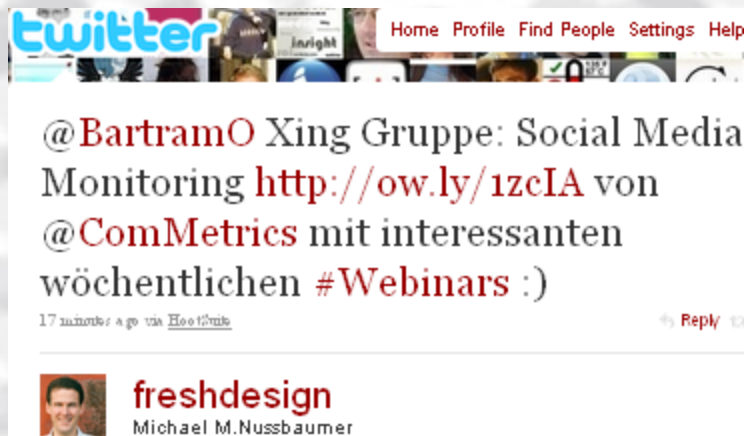 twitter
insight
Home Profile Find People Settings Help
@BartramO Xing Gruppe: Social Media
Monitoring http://ow.ly/1zcIA von
@ComMetrics mit interessanten
wöchentlichen #Webinars :)
17 minutes ago via HootSuite
Reply
freshdesign
Michael M.Nussbaumer